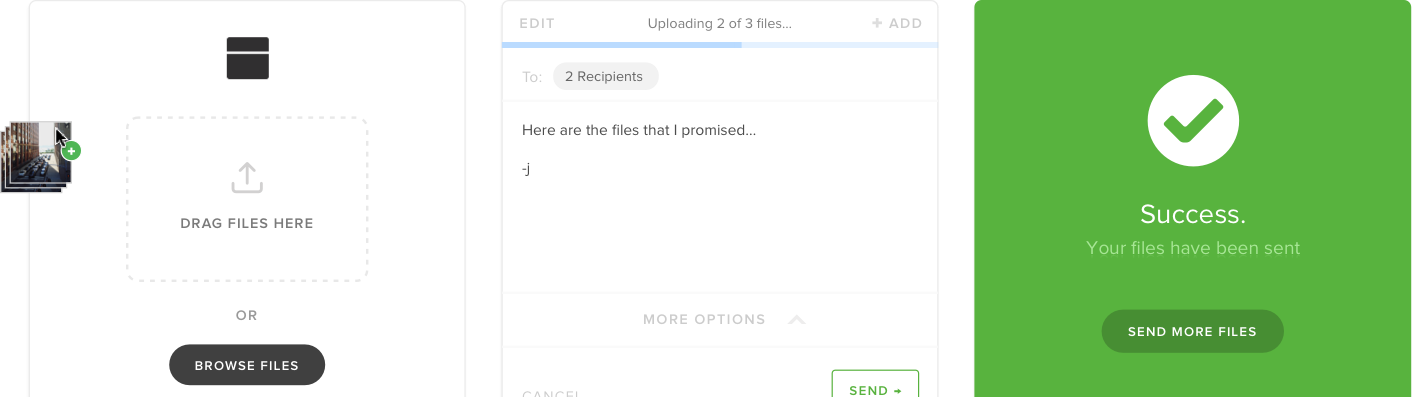 DRAG FILES HERE
OR
BROWSE FILES
EDIT
Uploading 2 of 3 files...
+ ADD
To:
2 Recipients
Here are the files that I promised...
-j
MORE OPTIONS
CANCEL
SEND →
Success.
Your files have been sent
SEND MORE FILES